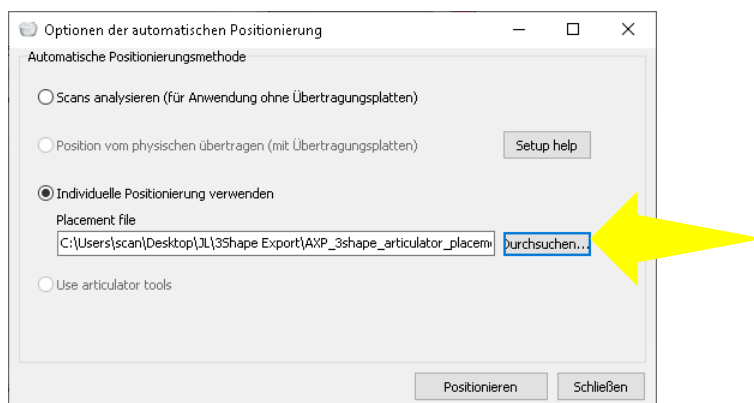 Optionen der automatischen Positionierung
Automatische Positionierungsmethode
Scans analysieren (für Anwendung ohne Übertragungsplatten)
Position vom physischen übertragen (mit Übertragungsplatten)
Setup help
Individuelle Positionierung verwenden
Placement file
C:\Users\scan\Desktop\JL\3Shape Export\AXP_3shape_articulator_placem
Durchsuchen...
Use articulator tools
Positionieren
Schließen